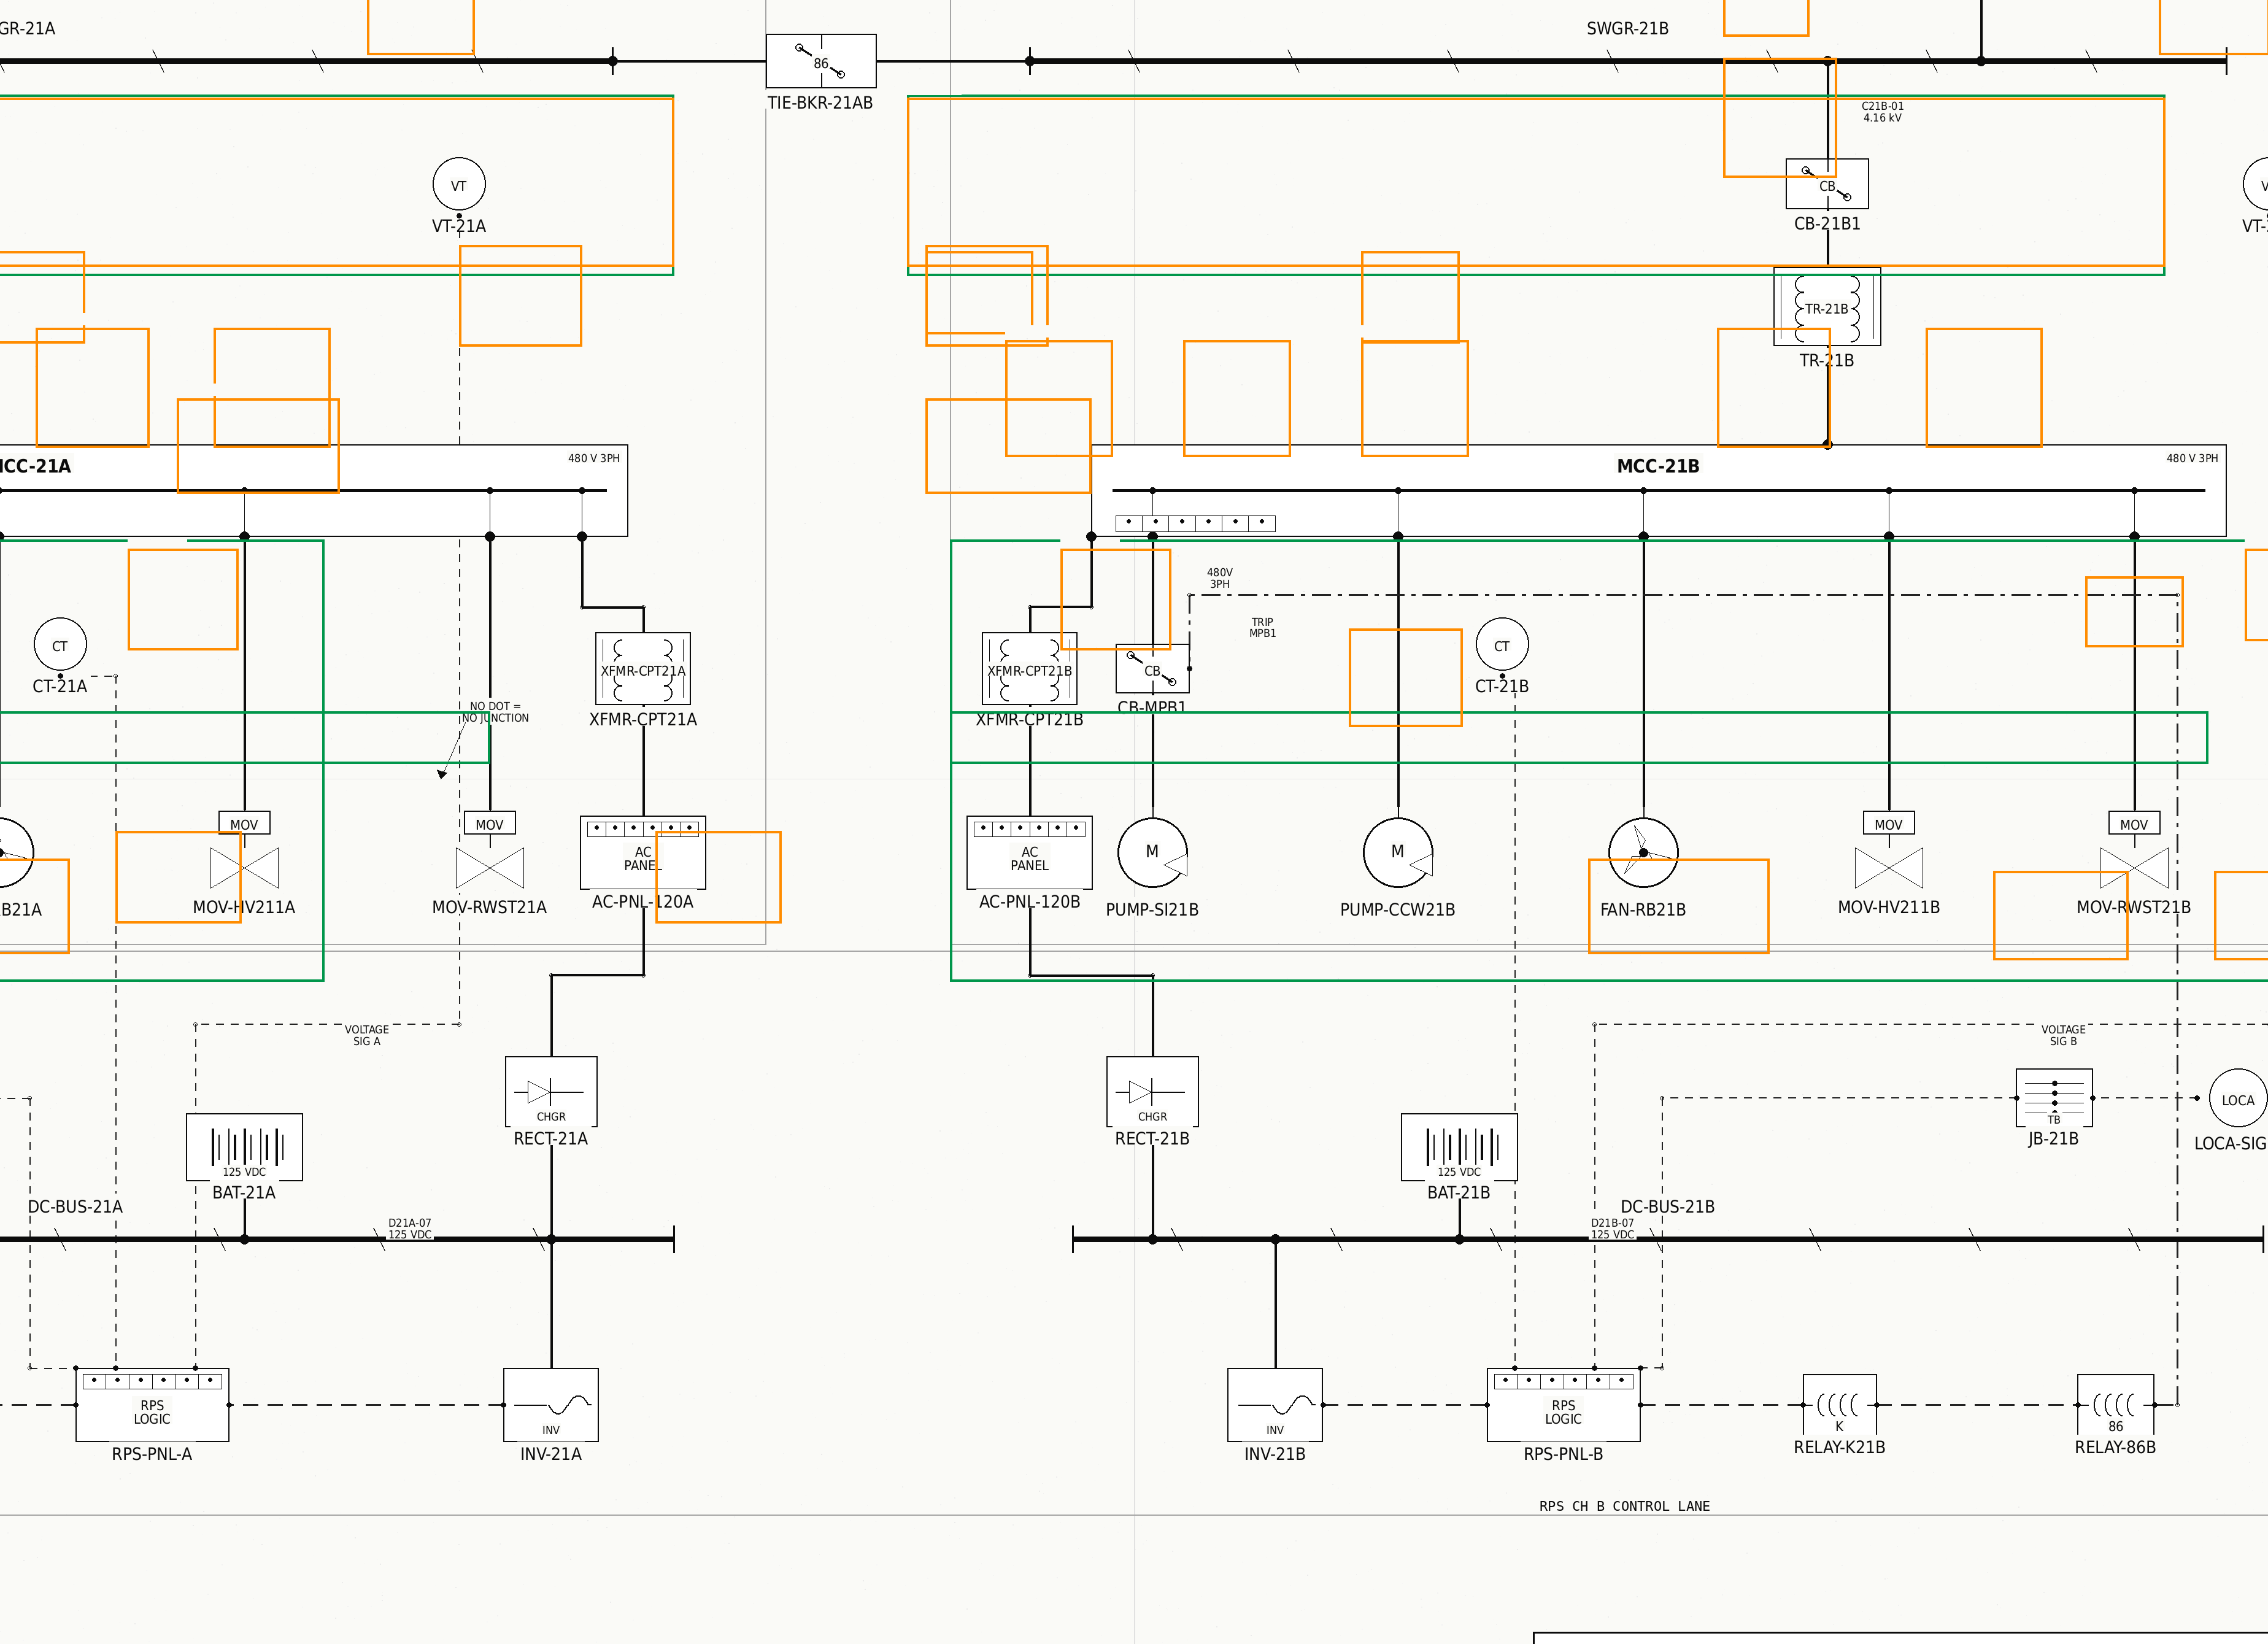 GR-21A
SWGR-21B
86
TIE-BKR-21AB
C21B-01
4.16 kV
VT
VT-21A
CB
CB-21B1
VT-
TR-21B
TR-21B
CC-21A
480 V 3PH
MCC-21B
480 V 3PH
480V
3PH
TRIP
MPB1
CT
CT-21A
CT
CT-21B
XFMR-CPT21A
XFMR-CPT21A
XFMR-CPT21B
XFMR-CPT21B
CB
CB-MPB1
NO DOT =
NO JUNCTION
MOV
MOV
MOV
MOV
AC
PANEL
AC
PANEL
M
M
B21A
MOV-HV211A
MOV-RWST21A
AC-PNL-120A
AC-PNL-120B
PUMP-SI21B
PUMP-CCW21B
FAN-RB21B
MOV-HV211B
MOV-RWST21B
VOLTAGE
SIG A
VOLTAGE
SIG B
CHGR
RECT-21A
CHGR
RECT-21B
TB
JB-21B
LOCA
LOCA-SIG
125 VDC
BAT-21A
125 VDC
BAT-21B
DC-BUS-21A
D21A-07
125 VDC
DC-BUS-21B
D21B-07
125 VDC
RPS
LOGIC
RPS-PNL-A
INV
INV-21A
INV
INV-21B
RPS
LOGIC
RPS-PNL-B
K
RELAY-K21B
86
RELAY-86B
RPS CH B CONTROL LANE